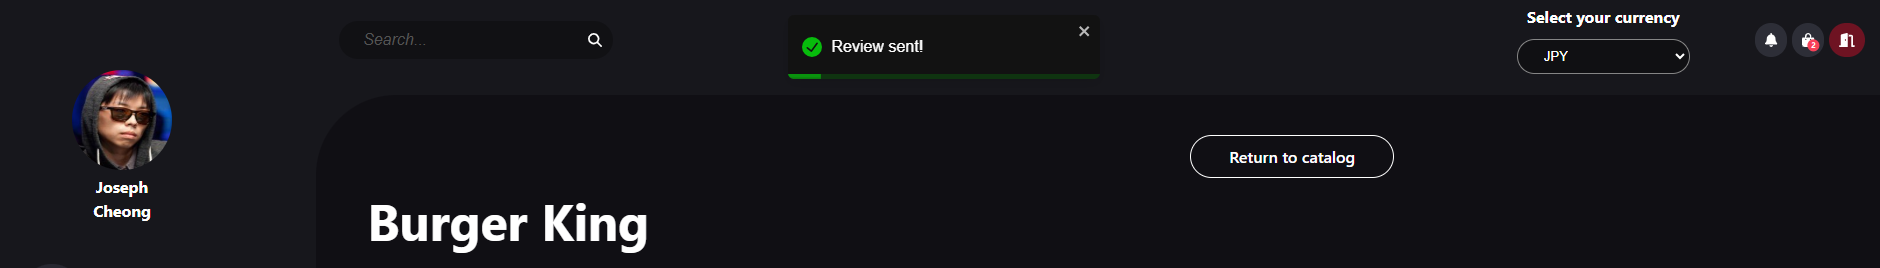 Search...
Review sent!
Select your currency
JPY
2
Joseph
Cheong
Return to catalog
Burger King